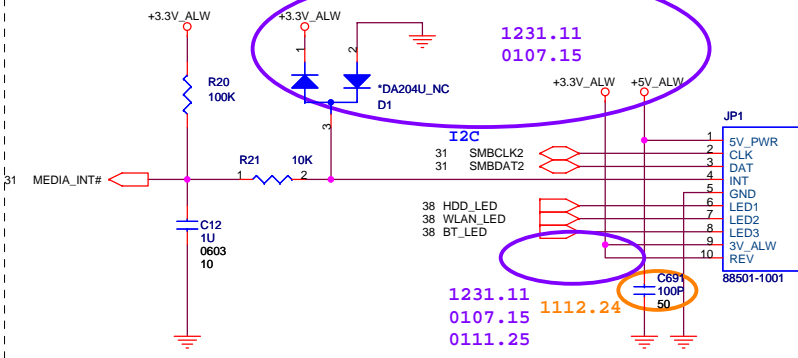 +3.3V_ALW
+3.3V_ALW
1231.11
0107.15
1
2
R20
100K
*DA204U_NC
D1
+3.3V_ALW
+5V_ALW
3
I2C
JP1
31 SMBCLK2
31 SMBDAT2
R21 10K
1 2
31 MEDIA_INT#
1 5V_PWR
2 CLK
3 DAT
4 INT
5 GND
6 LED1
7 LED2
8 LED3
9 3V_ALW
10 REV
88501-1001
38 HDD_LED
38 WLAN_LED
38 BT_LED
C12
1U
0603
10
C691
100P
50
1231.11
0107.15
0111.25
1112.24